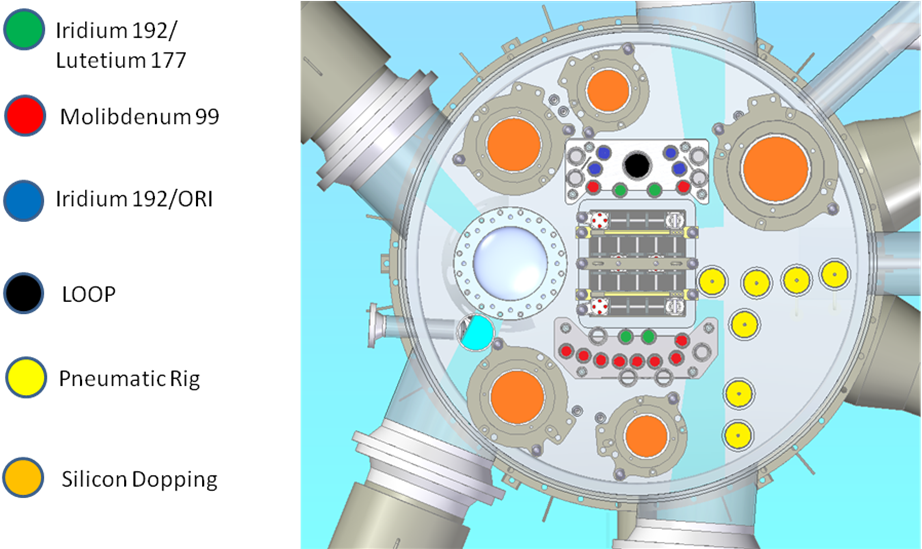 Iridium 192/
Lutetium 177
Molibdenum 99
Iridium 192/ORI
LOOP
Pneumatic Rig
Silicon Dopping